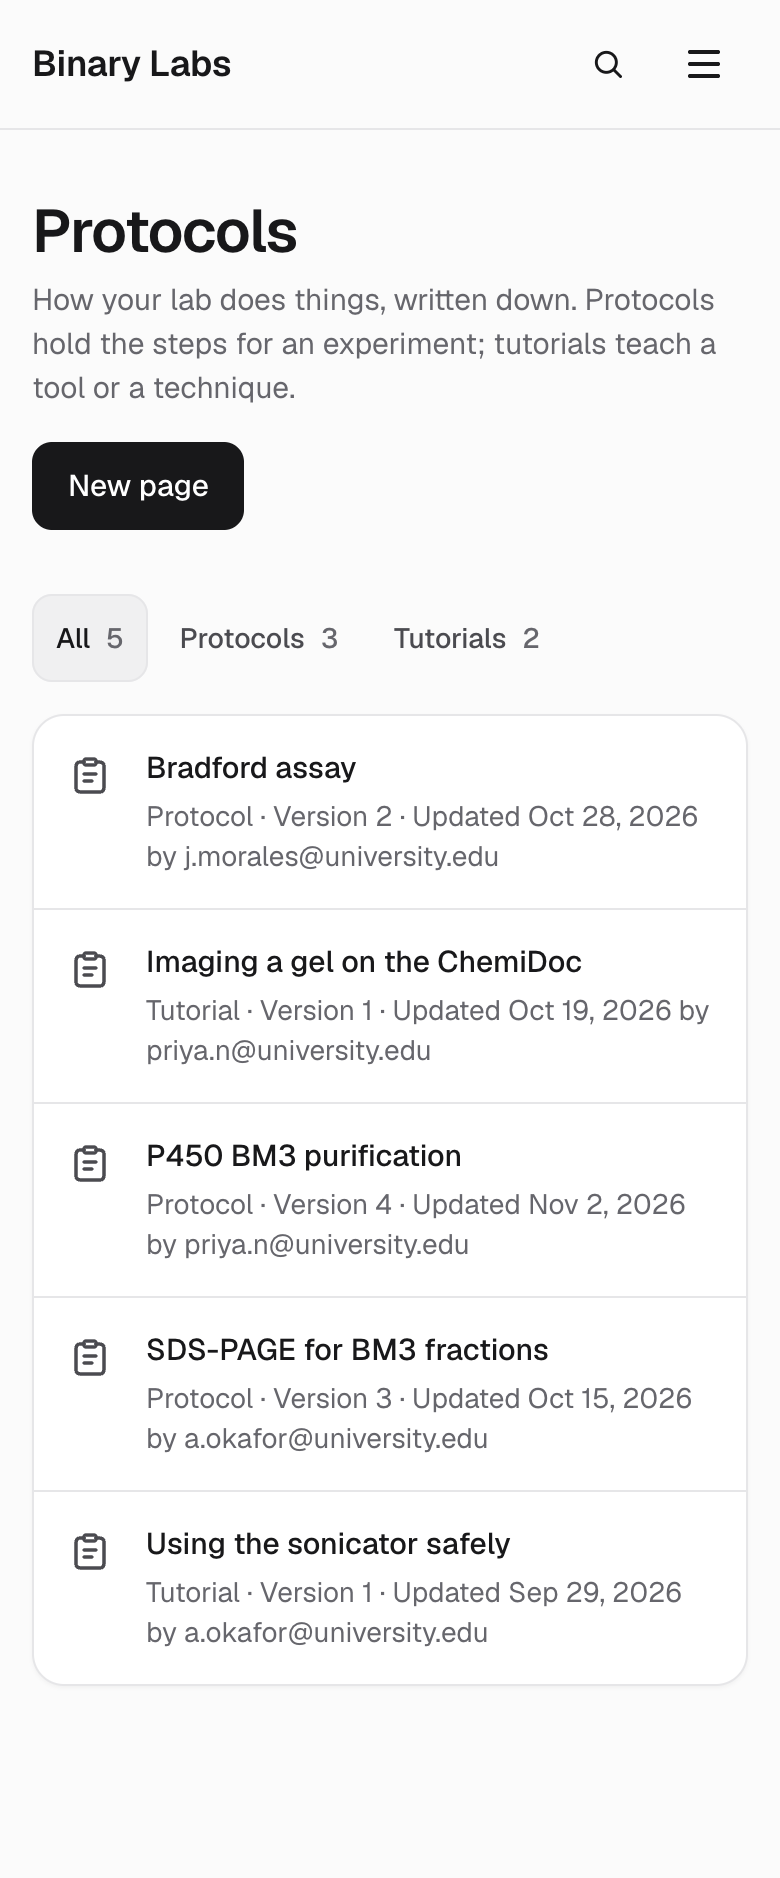 Binary Labs
Protocols
How your lab does things, written down. Protocols
hold the steps for an experiment; tutorials teach a
tool or a technique.
New page
All 5 Protocols 3 Tutorials 2
Bradford assay
Protocol · Version 2 · Updated Oct 28, 2026
by j.morales@university.edu
Imaging a gel on the ChemiDoc
Tutorial · Version 1 · Updated Oct 19, 2026 by
priya.n@university.edu
P450 BM3 purification
Protocol · Version 4 · Updated Nov 2, 2026
by priya.n@university.edu
SDS-PAGE for BM3 fractions
Protocol · Version 3 · Updated Oct 15, 2026
by a.okafor@university.edu
Using the sonicator safely
Tutorial · Version 1 · Updated Sep 29, 2026
by a.okafor@university.edu